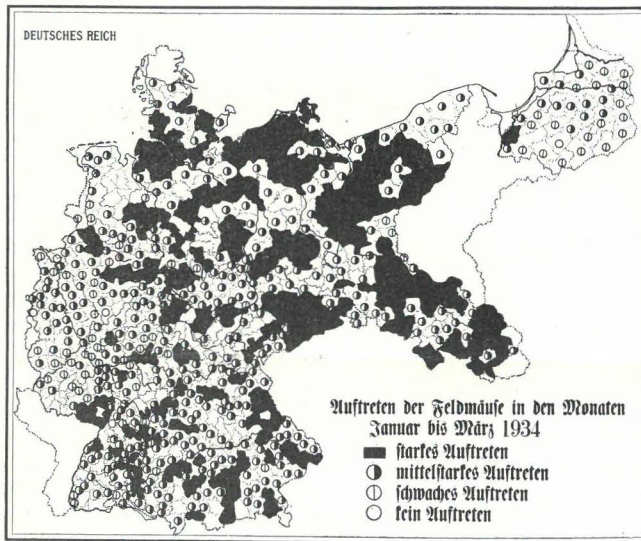 DEUTSCHES REICH
Auftreten der Feldmäuse in den Monaten
Januar bis März 1934
starkes Auftreten
mittelstarkes Auftreten
schwaches Auftreten
kein Auftreten